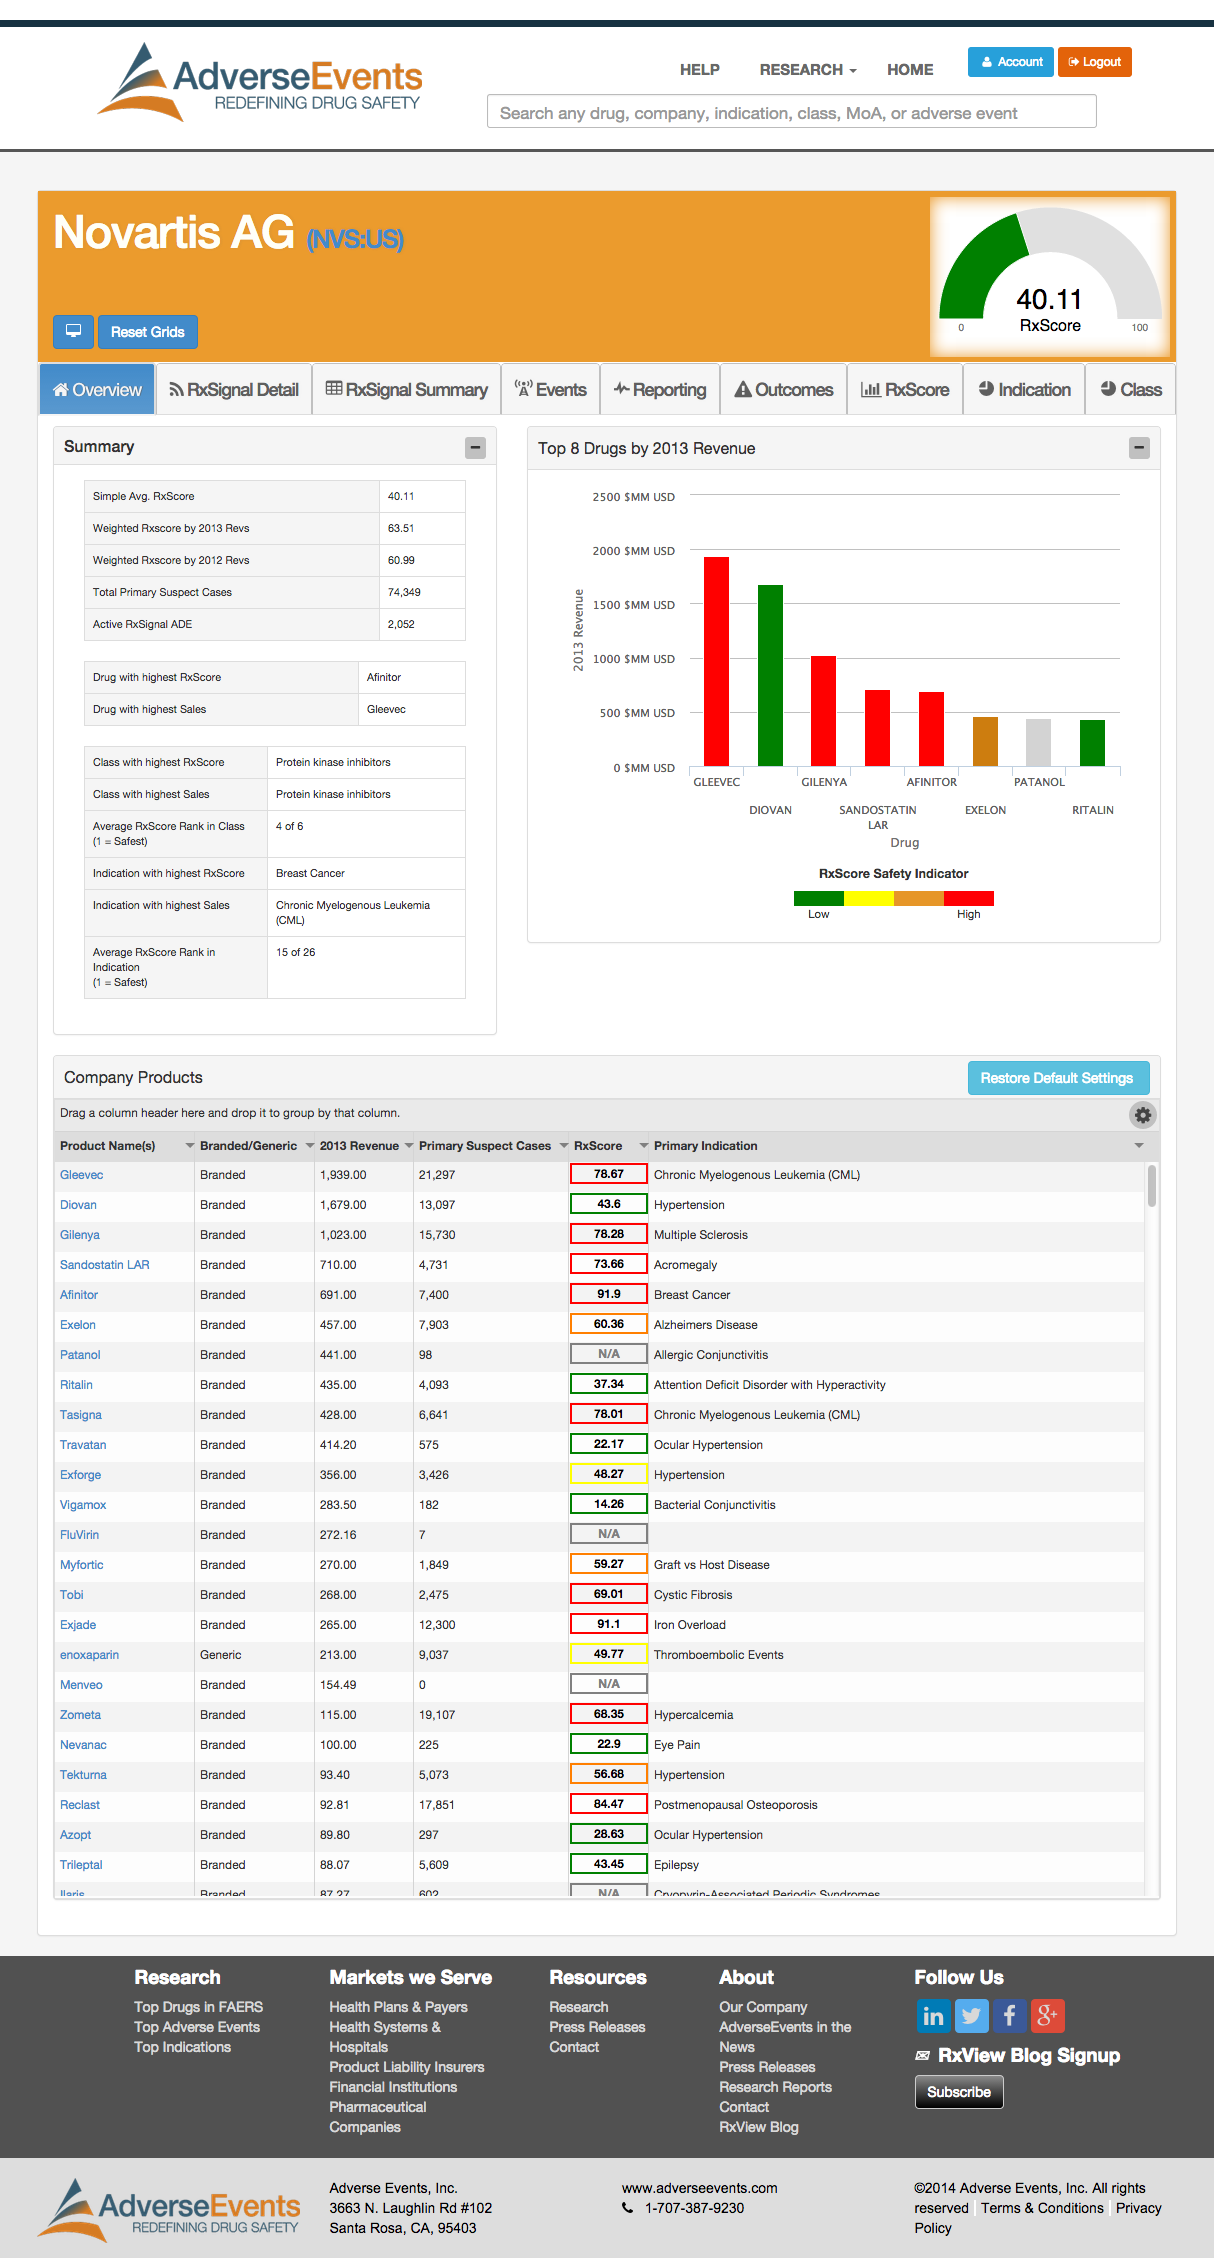 AdverseEvents
REDEFINING DRUG SAFETY
HELP RESEARCH HOME Account Logout
Search any drug, company, indication, class, MoA, or adverse event
Novartis AG (NVS:US)
40.11
RxScore
0 100
Reset Grids
Overview RxSignal Detail RxSignal Summary Events Reporting Outcomes RxScore Indication Class
Summary
Simple Avg. RxScore 40.11
Weighted Rxscore by 2013 Revs 63.51
Weighted Rxscore by 2012 Revs 60.99
Total Primary Suspect Cases 74,349
Active RxSignal ADE 2,052
Drug with highest RxScore Afinitor
Drug with highest Sales Gleevec
Class with highest RxScore Protein kinase inhibitors
Class with highest Sales Protein kinase inhibitors
Average RxScore Rank in Class 4 of 6
(1 = Safest)
Indication with highest RxScore Breast Cancer
Indication with highest Sales Chronic Myelogenous Leukemia
(CML)
Average RxScore Rank in 15 of 26
Indication
(1 = Safest)
Top 8 Drugs by 2013 Revenue
2500 $MM USD
2000 $MM USD
1500 $MM USD
1000 $MM USD
500 $MM USD
0 $MM USD
2013 Revenue
GLEEVEC GILENYA AFINITOR PATANOL
DIOVAN SANDOSTATIN EXELON RITALIN
LAR
Drug
RxScore Safety Indicator
Low High
Company Products Restore Default Settings
Drag a column header here and drop it to group by that column.
Product Name(s) Branded/Generic 2013 Revenue Primary Suspect Cases RxScore Primary Indication
Gleevec Branded 1,939.00 21,297 78.67 Chronic Myelogenous Leukemia (CML)
Diovan Branded 1,679.00 13,097 43.6 Hypertension
Gilenya Branded 1,023.00 15,730 78.28 Multiple Sclerosis
Sandostatin LAR Branded 710.00 4,731 73.66 Acromegaly
Afinitor Branded 691.00 7,400 91.9 Breast Cancer
Exelon Branded 457.00 7,903 60.36 Alzheimers Disease
Patanol Branded 441.00 98 N/A Allergic Conjunctivitis
Ritalin Branded 435.00 4,093 37.34 Attention Deficit Disorder with Hyperactivity
Tasigna Branded 428.00 6,641 78.01 Chronic Myelogenous Leukemia (CML)
Travatan Branded 414.20 575 22.17 Ocular Hypertension
Exforge Branded 356.00 3,426 48.27 Hypertension
Vigamox Branded 283.50 182 14.26 Bacterial Conjunctivitis
FluVirin Branded 272.16 7 N/A
Myfortic Branded 270.00 1,849 59.27 Graft vs Host Disease
Tobi Branded 268.00 2,475 69.01 Cystic Fibrosis
Exjade Branded 265.00 12,300 91.1 Iron Overload
enoxaparin Generic 213.00 9,037 49.77 Thromboembolic Events
Menveo Branded 154.49 0 N/A
Zometa Branded 115.00 19,107 68.35 Hypercalcemia
Nevanac Branded 100.00 225 22.9 Eye Pain
Tekturna Branded 93.40 5,073 56.68 Hypertension
Reclast Branded 92.81 17,851 84.47 Postmenopausal Osteoporosis
Azopt Branded 89.80 297 28.63 Ocular Hypertension
Trileptal Branded 88.07 5,609 43.45 Epilepsy
Ilaris Branded 87.27 602 N/A Cryopyrin-Associated Periodic Syndromes
Research
Top Drugs in FAERS
Top Adverse Events
Top Indications
Markets we Serve
Health Plans & Payers
Health Systems &
Hospitals
Product Liability Insurers
Financial Institutions
Pharmaceutical
Companies
Resources
Research
Press Releases
Contact
About
Our Company
AdverseEvents in the
News
Press Releases
Research Reports
Contact
RxView Blog
Follow Us
in f g+
RxView Blog Signup
Subscribe
AdverseEvents
REDEFINING DRUG SAFETY
Adverse Events, Inc.
3663 N. Laughlin Rd #102
Santa Rosa, CA, 95403
www.adverseevents.com
1-707-387-9230
©2014 Adverse Events, Inc. All rights
reserved | Terms & Conditions | Privacy
Policy